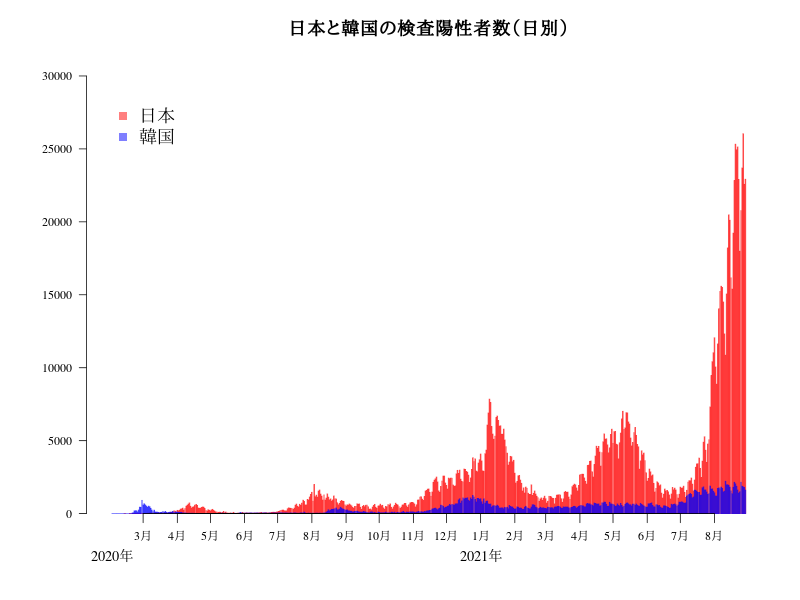 日本と韓国の検査陽性者数（日別）
30000
25000
20000
15000
10000
5000
0
日本
韓国
3月 4月 5月 6月 7月 8月 9月 10月 11月 12月 1月 2月 3月 4月 5月 6月 7月 8月
2020年 2021年